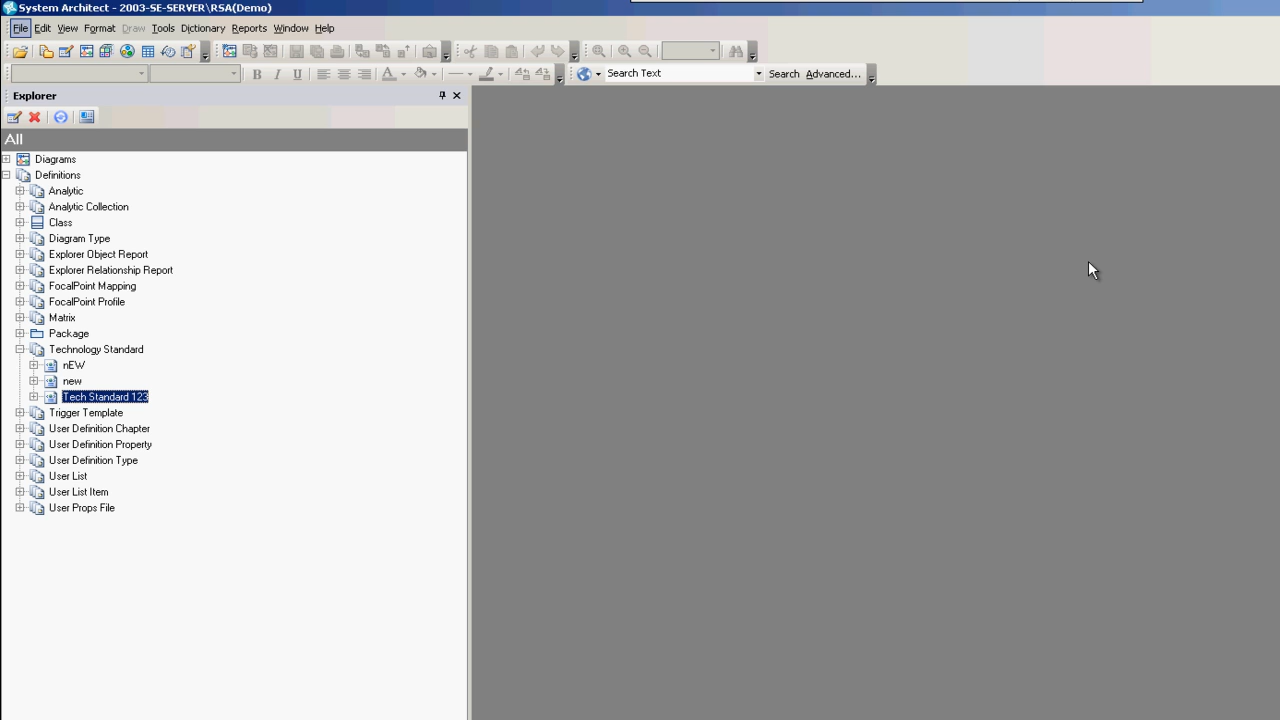 System Architect - 2003-SE-SERVER\RSA(Demo)
File Edit View Format Draw Tools Dictionary Reports Window Help
B I U A Search Text Search Advanced...
Explorer
All
Diagrams
Definitions
Analytic
Analytic Collection
Class
Diagram Type
Explorer Object Report
Explorer Relationship Report
FocalPoint Mapping
FocalPoint Profile
Matrix
Package
Technology Standard
nEW
new
Tech Standard 123
Trigger Template
User Definition Chapter
User Definition Property
User Definition Type
User List
User List Item
User Props File